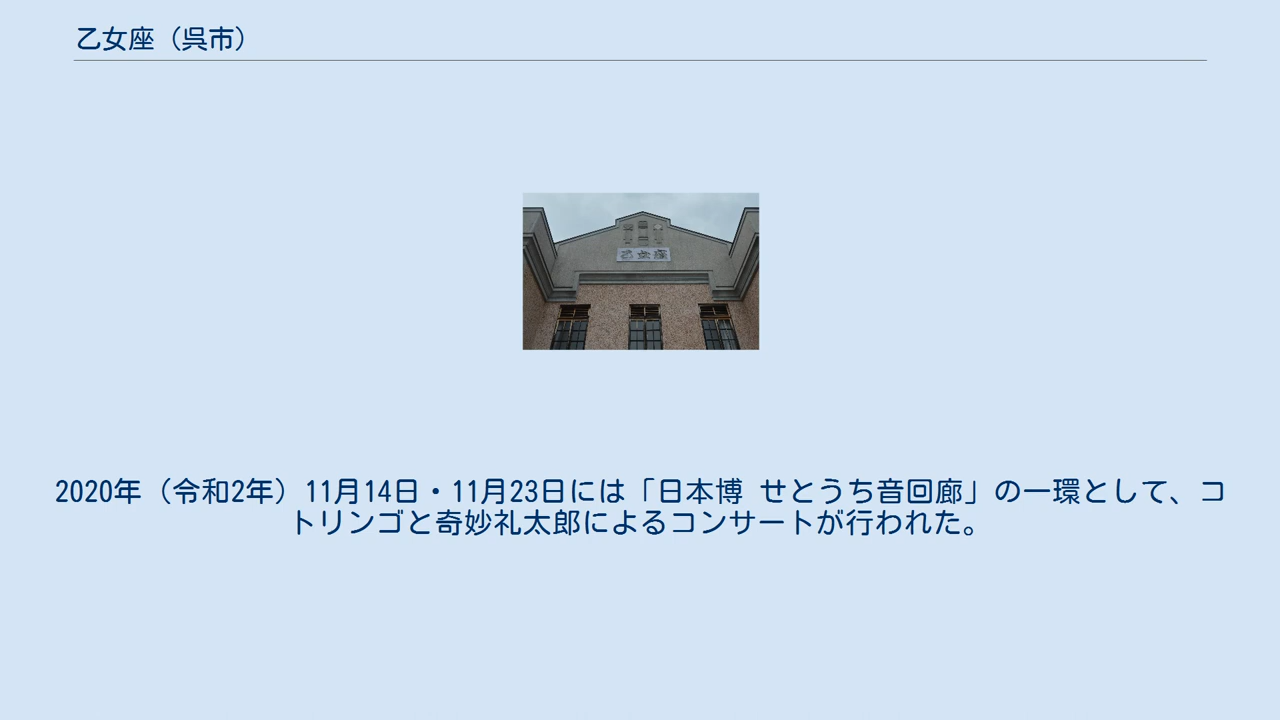 乙女座（呉市）
乙女座
2020年（令和2年）11月14日・11月23日には「日本博 せとうち音回廊」の一環として、コ
トリンゴと奇妙礼太郎によるコンサートが行われた。